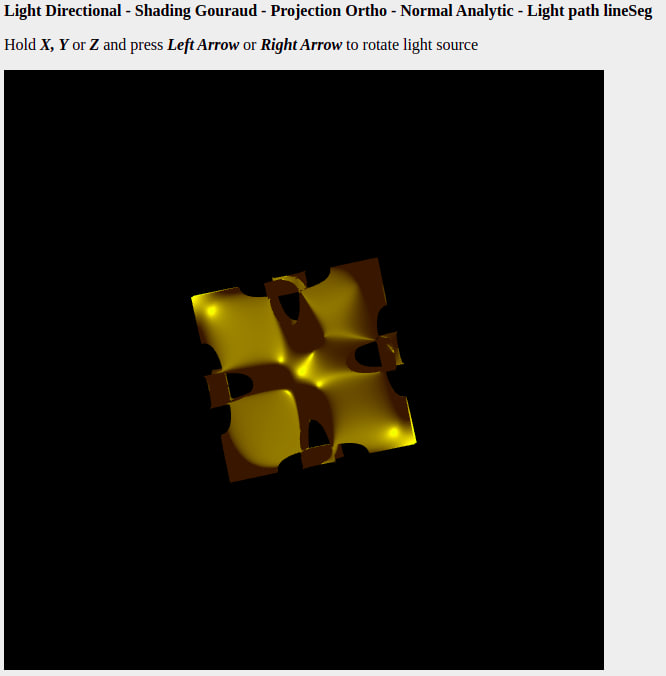 Light Directional - Shading Gouraud - Projection Ortho - Normal Analytic - Light path lineSeg
Hold X, Y or Z and press Left Arrow or Right Arrow to rotate light source